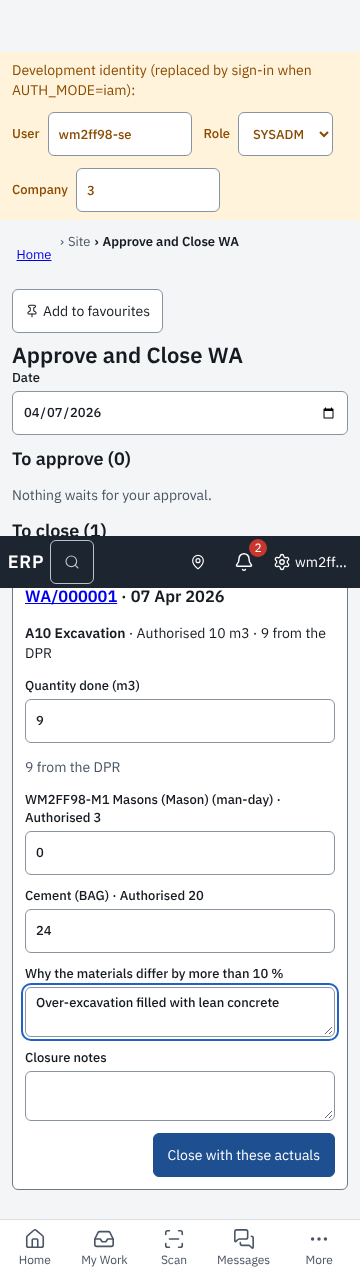 Development identity (replaced by sign-in when
AUTH_MODE=iam):
User wm2ff98-se Role SYSADM
Company 3
Home › Site › Approve and Close WA
Add to favourites
Approve and Close WA
Date
04/07/2026
To approve (0)
Nothing waits for your approval.
To close (1)
ERP 2 wm2ff...
WA/000001 · 07 Apr 2026
A10 Excavation · Authorised 10 m3 · 9 from the
DPR
Quantity done (m3)
9
9 from the DPR
WM2FF98-M1 Masons (Mason) (man-day) ·
Authorised 3
0
Cement (BAG) · Authorised 20
24
Why the materials differ by more than 10 %
Over-excavation filled with lean concrete
Closure notes
Close with these actuals
Home My Work Scan Messages More